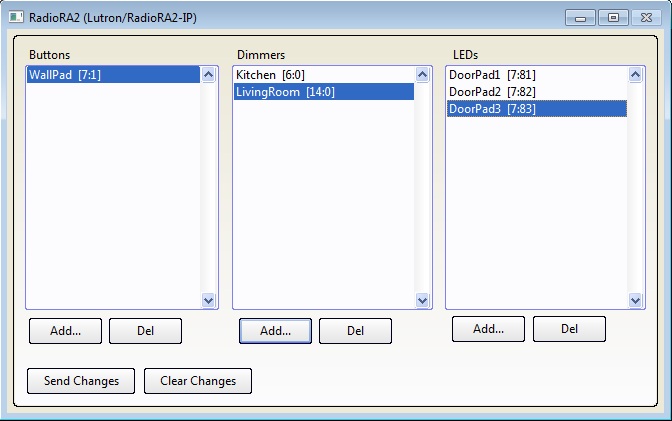 RadioRA2 (Lutron/RadioRA2-IP)
Buttons
WallPad [7:1]
Add...
Del
Dimmers
Kitchen [6:0]
LivingRoom [14:0]
Add...
Del
LEDs
DoorPad1 [7:81]
DoorPad2 [7:82]
DoorPad3 [7:83]
Add...
Del
Send Changes
Clear Changes